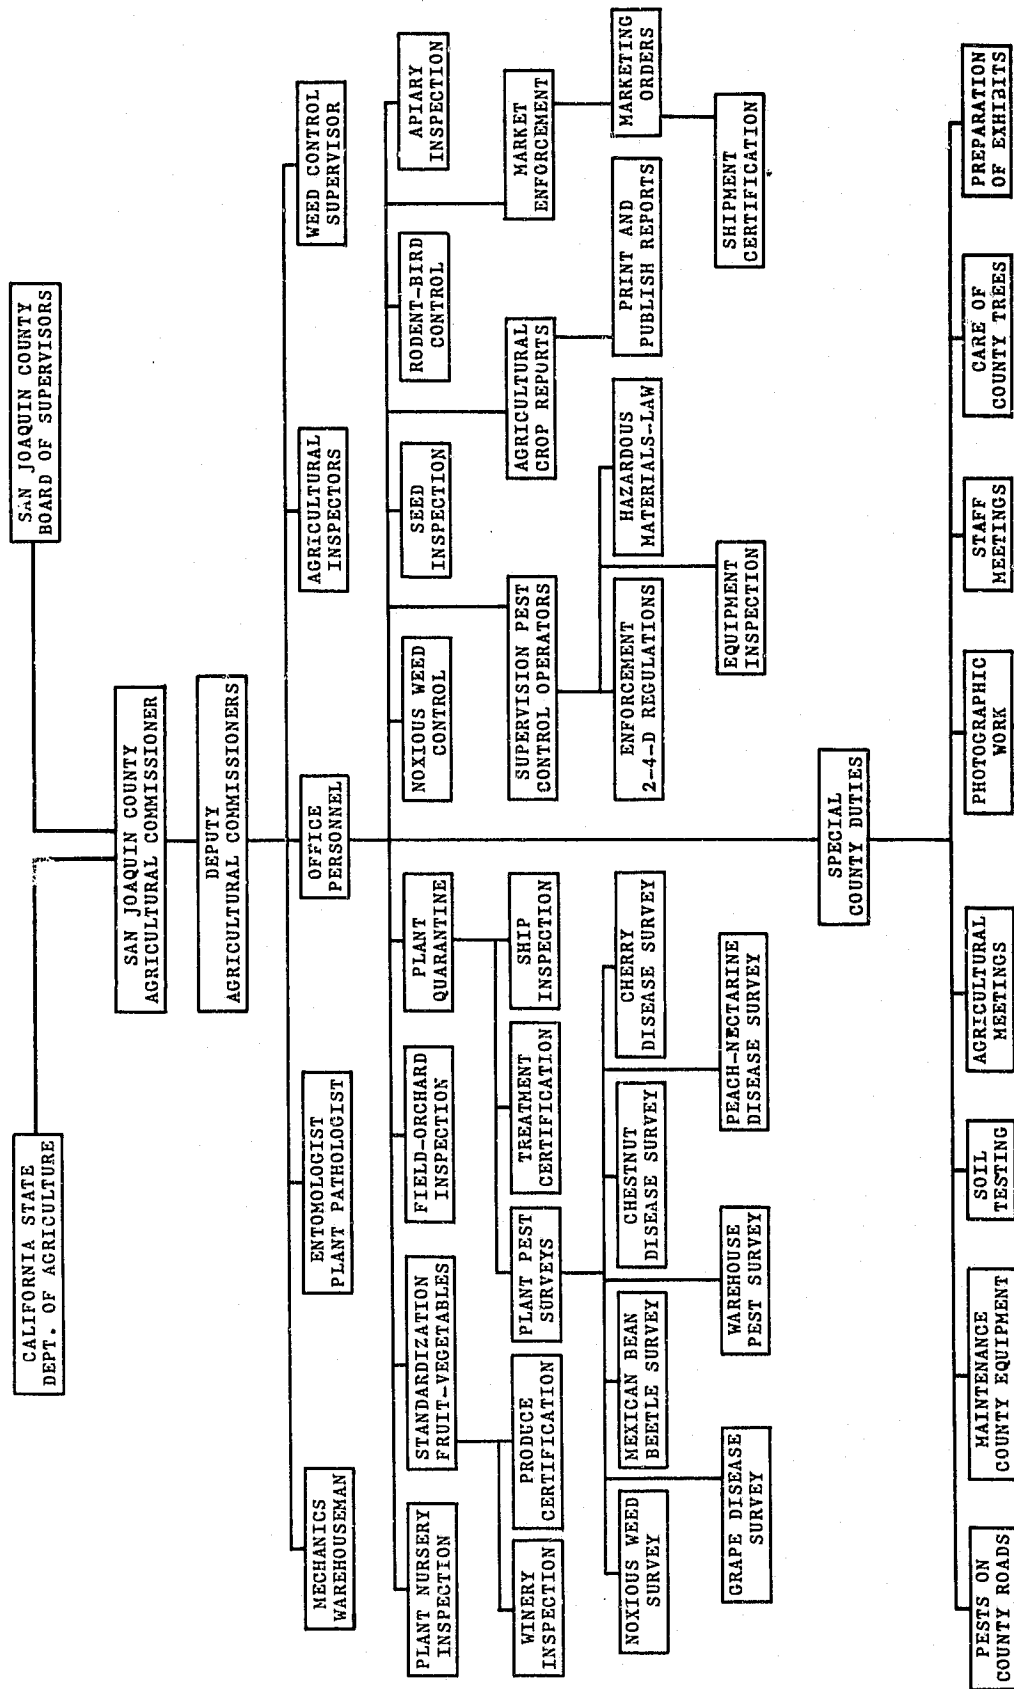 CALIFORNIA STATE
DEPT. OF AGRICULTURE
SAN JOAQUIN COUNTY
BOARD OF SUPERVISORS
SAN JOAQUIN COUNTY
AGRICULTURAL COMMISSIONER
DEPUTY
AGRICULTURAL COMMISSIONERS
MECHANICS
WAREHOUSEMAN
ENTOMOLOGIST
PLANT PATHOLOGIST
OFFICE
PERSONNEL
AGRICULTURAL
INSPECTORS
WEED CONTROL
SUPERVISOR
PLANT NURSERY
INSPECTION
STANDARDIZATION
FRUIT-VEGETABLES
FIELD-ORCHARD
INSPECTION
PLANT
QUARANTINE
NOXIOUS WEED
CONTROL
SEED
INSPECTION
RODENT-BIRD
CONTROL
APIARY
INSPECTION
WINERY
INSPECTION
PRODUCE
CERTIFICATION
PLANT PEST
SURVEYS
TREATMENT
CERTIFICATION
SHIP
INSPECTION
SUPERVISION PEST
CONTROL OPERATORS
AGRICULTURAL
CROP REPORTS
MARKET
ENFORCEMENT
NOXIOUS WEED
SURVEY
MEXICAN BEAN
BEETLE SURVEY
CHESTNUT
DISEASE SURVEY
CHERRY
DISEASE SURVEY
ENFORCEMENT
2-4-D REGULATIONS
HAZARDOUS
MATERIALS-LAW
PRINT AND
PUBLISH REPORTS
MARKETING
ORDERS
GRAPE DISEASE
SURVEY
WAREHOUSE
PEST SURVEY
PEACH-NECTARINE
DISEASE SURVEY
EQUIPMENT
INSPECTION
SHIPMENT
CERTIFICATION
SPECIAL
COUNTY DUTIES
PESTS ON
COUNTY ROADS
MAINTENANCE
COUNTY EQUIPMENT
SOIL
TESTING
AGRICULTURAL
MEETINGS
PHOTOGRAPHIC
WORK
STAFF
MEETINGS
CARE OF
COUNTY TREES
PREPARATION
OF EXHIBITS